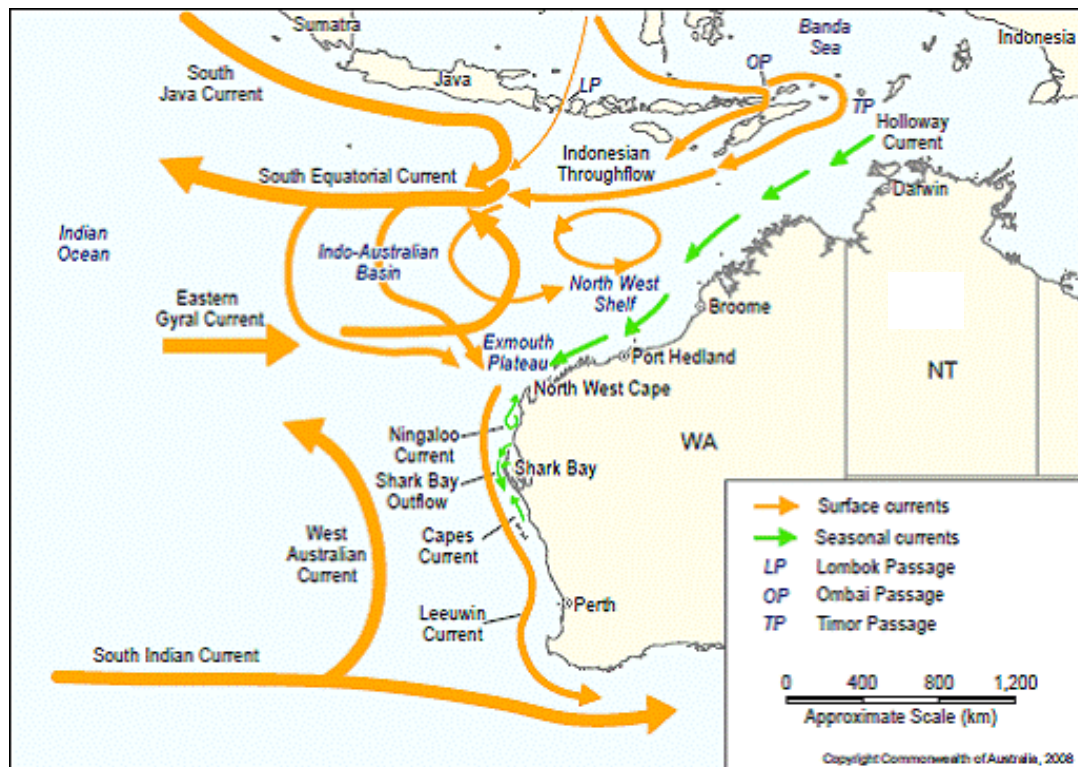 Sumatra
Banda
Sea
Indonesia
OP
South
Java Current
Java
LP
TP
Holloway
Current
Indonesian
Throughflow
South Equatorial Current
Darwin
Indian
Ocean
Indo-Australian
Basin
North West
Shelf
Eastern
Gyral Current
Broome
Exmouth
Plateau
Port Hedland
NT
North West Cape
Ningaloo
Current
WA
Shark Bay
Shark Bay
Outflow
West
Australian
Current
Capes
Current
Leeuwin
Current
Perth
South Indian Current
Surface currents
Seasonal currents
LP Lombok Passage
OP Ombai Passage
TP Timor Passage
0 400 800 1,200
Approximate Scale (km)
Copyright Commonwealth of Australia, 2008